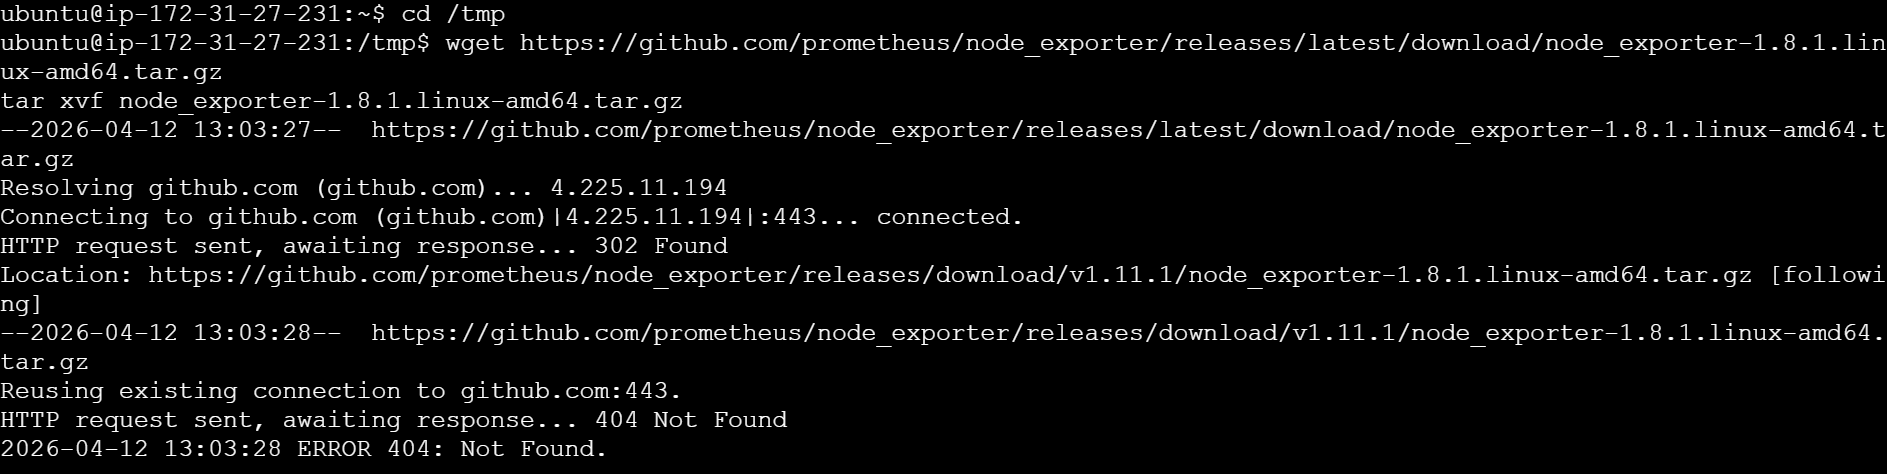 ubuntu@ip-172-31-27-231:~$ cd /tmp
ubuntu@ip-172-31-27-231:/tmp$ wget https://github.com/prometheus/node_exporter/releases/latest/download/node_exporter-1.8.1.lin
ux-amd64.tar.gz
tar xvf node_exporter-1.8.1.linux-amd64.tar.gz
--2026-04-12 13:03:27--  https://github.com/prometheus/node_exporter/releases/latest/download/node_exporter-1.8.1.linux-amd64.t
ar.gz
Resolving github.com (github.com)... 4.225.11.194
Connecting to github.com (github.com)|4.225.11.194|:443... connected.
HTTP request sent, awaiting response... 302 Found
Location: https://github.com/prometheus/node_exporter/releases/download/v1.11.1/node_exporter-1.8.1.linux-amd64.tar.gz [followi
ng]
--2026-04-12 13:03:28--  https://github.com/prometheus/node_exporter/releases/download/v1.11.1/node_exporter-1.8.1.linux-amd64.
tar.gz
Reusing existing connection to github.com:443.
HTTP request sent, awaiting response... 404 Not Found
2026-04-12 13:03:28 ERROR 404: Not Found.